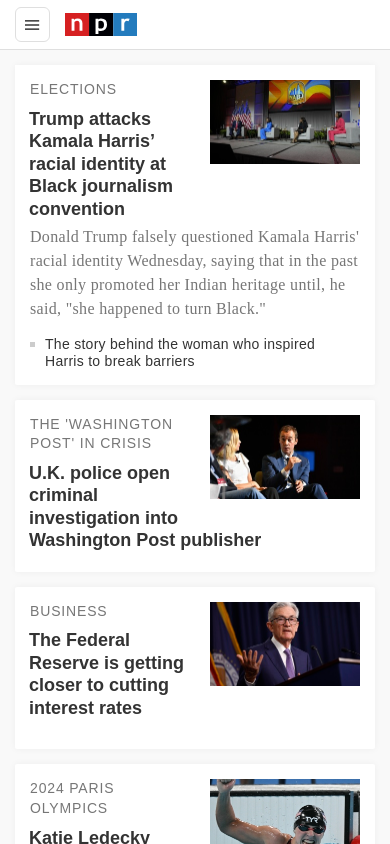 npr
ELECTIONS
Trump attacks
Kamala Harris'
racial identity at
Black journalism
convention
Donald Trump falsely questioned Kamala Harris'
racial identity Wednesday, saying that in the past
she only promoted her Indian heritage until, he
said, "she happened to turn Black."
The story behind the woman who inspired
Harris to break barriers
THE 'WASHINGTON
POST' IN CRISIS
U.K. police open
criminal
investigation into
Washington Post publisher
BUSINESS
The Federal
Reserve is getting
closer to cutting
interest rates
2024 PARIS
OLYMPICS
TYR
Katie Ledecky